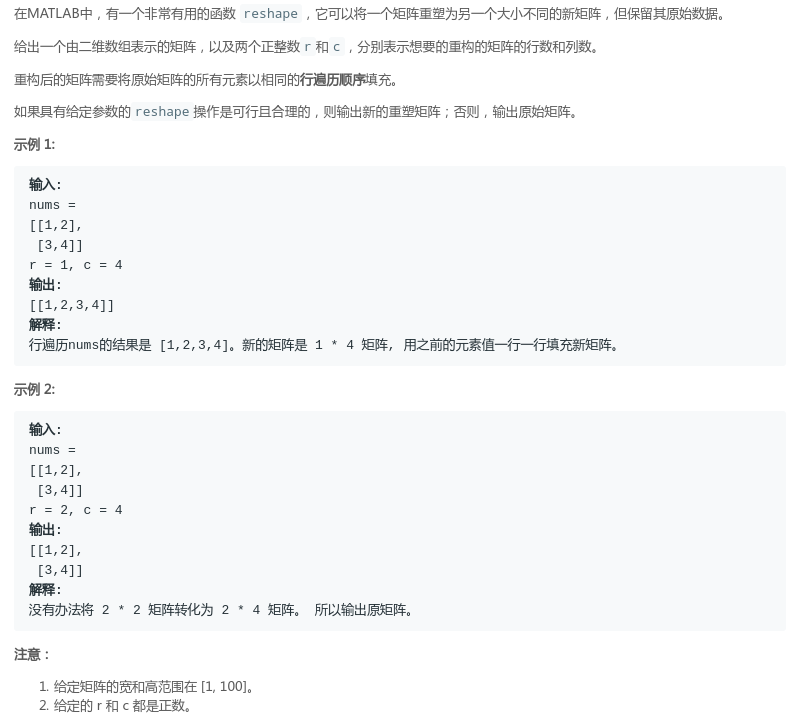 在MATLAB中，有一个非常有用的函数 reshape ，它可以将一个矩阵重塑为另一个大小不同的新矩阵，但保留其原始数据。
给出一个由二维数组表示的矩阵，以及两个正整数 r 和 c ，分别表示想要的重构的矩阵的行数和列数。
重构后的矩阵需要将原始矩阵的所有元素以相同的行遍历顺序填充。
如果具有给定参数的 reshape 操作是可行且合理的，则输出新的重塑矩阵；否则，输出原始矩阵。
示例 1:
输入:
nums =
[[1,2],
 [3,4]]
r = 1, c = 4
输出:
[[1,2,3,4]]
解释:
行遍历nums的结果是 [1,2,3,4]。新的矩阵是 1 * 4 矩阵, 用之前的元素值一行一行填充新矩阵。
示例 2:
输入:
nums =
[[1,2],
 [3,4]]
r = 2, c = 4
输出:
[[1,2],
 [3,4]]
解释:
没有办法将 2 * 2 矩阵转化为 2 * 4 矩阵。 所以输出原矩阵。
注意：
1. 给定矩阵的宽和高范围在 [1, 100]。
2. 给定的 r 和 c 都是正数。